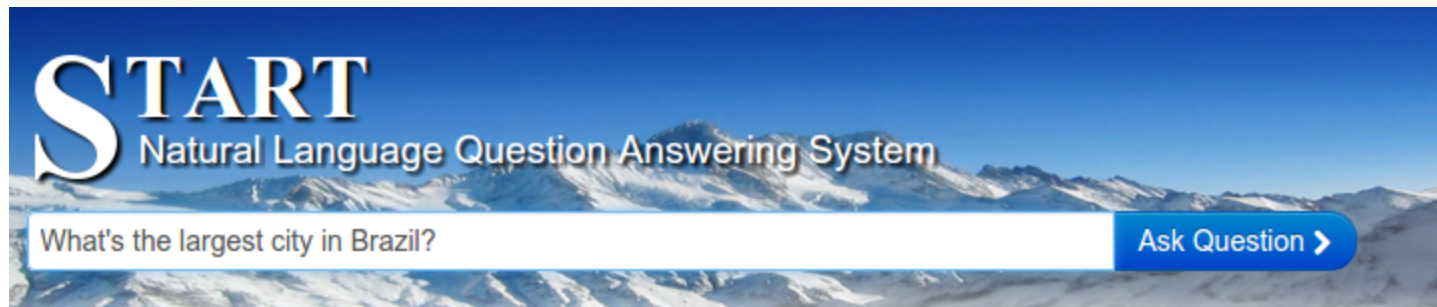 START
Natural Language Question Answering System
What's the largest city in Brazil?
Ask Question